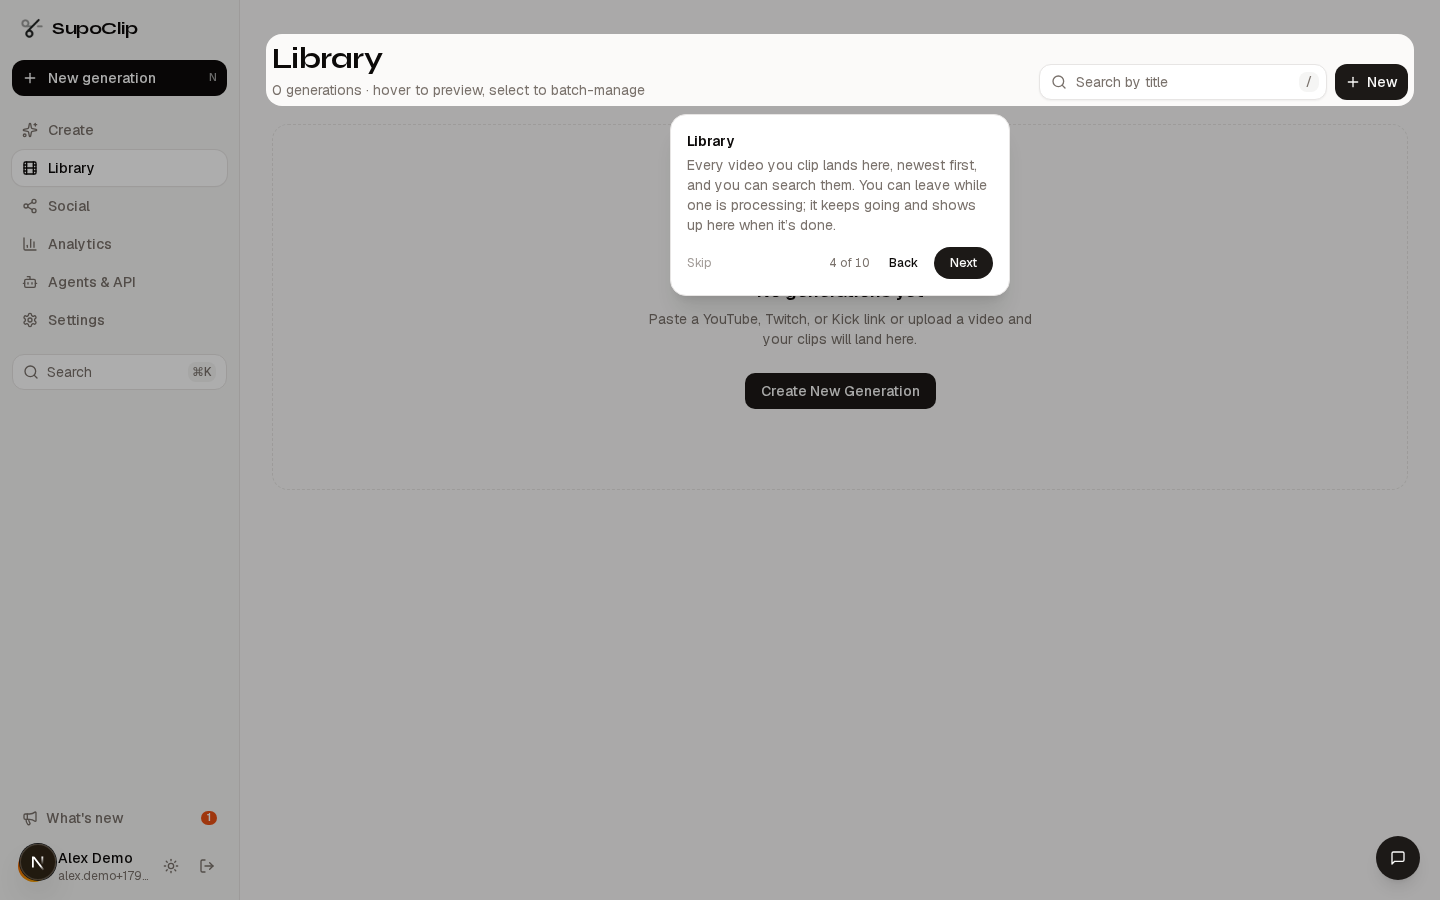 SupoClip
New generation N
Create
Library
Social
Analytics
Agents & API
Settings
Search ⌘K
What's new 1
N
Alex Demo
alex.demo+179...
Library
0 generations · hover to preview, select to batch-manage
Search by title /
New
Library
Every video you clip lands here, newest first,
and you can search them. You can leave while
one is processing; it keeps going and shows
up here when it's done.
Skip 4 of 10 Back Next
No generations yet
Paste a YouTube, Twitch, or Kick link or upload a video and
your clips will land here.
Create New Generation